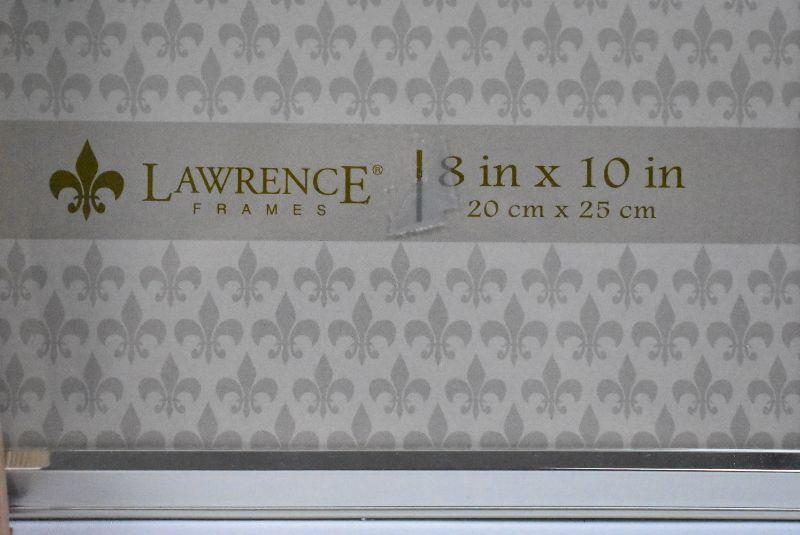 LAWRENCE® | 8 in x 10 in
FRAMES 20 cm x 25 cm